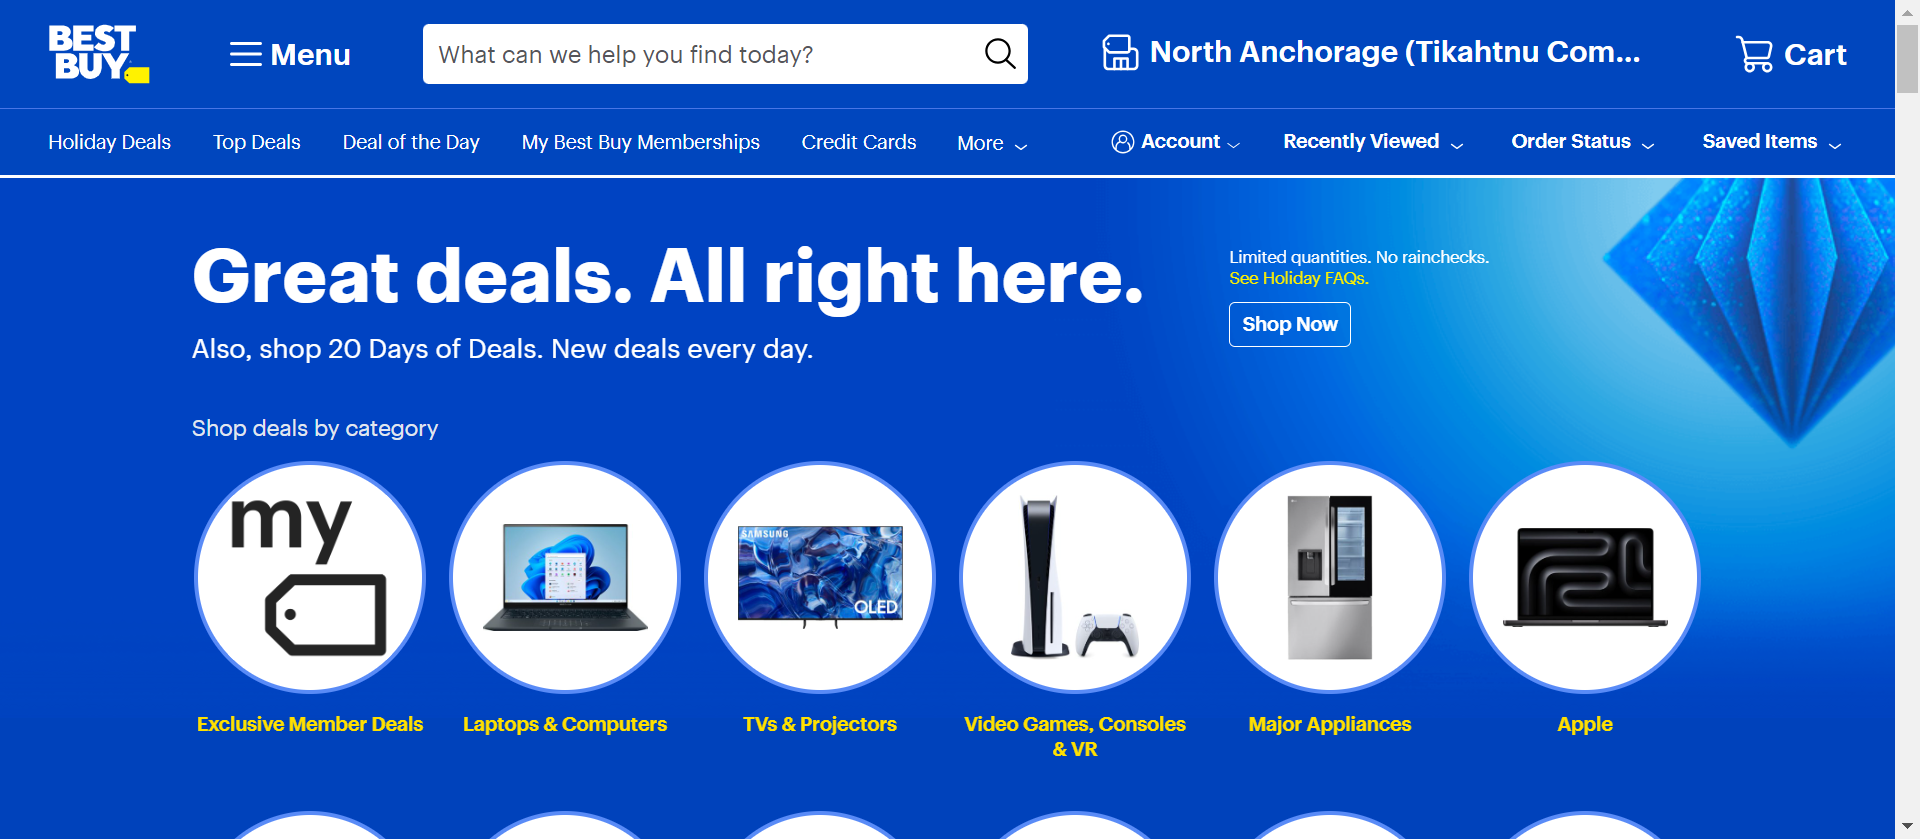 BEST
BUY
Menu
What can we help you find today?
North Anchorage (Tikahtnu Com...
Cart
Holiday Deals
Top Deals
Deal of the Day
My Best Buy Memberships
Credit Cards
More
Account
Recently Viewed
Order Status
Saved Items
Great deals. All right here.
Also, shop 20 Days of Deals. New deals every day.
Limited quantities. No rainchecks.
See Holiday FAQs.
Shop Now
Shop deals by category
my
SAMSUNG
OLED
Exclusive Member Deals
Laptops & Computers
TVs & Projectors
Video Games, Consoles
& VR
Major Appliances
Apple